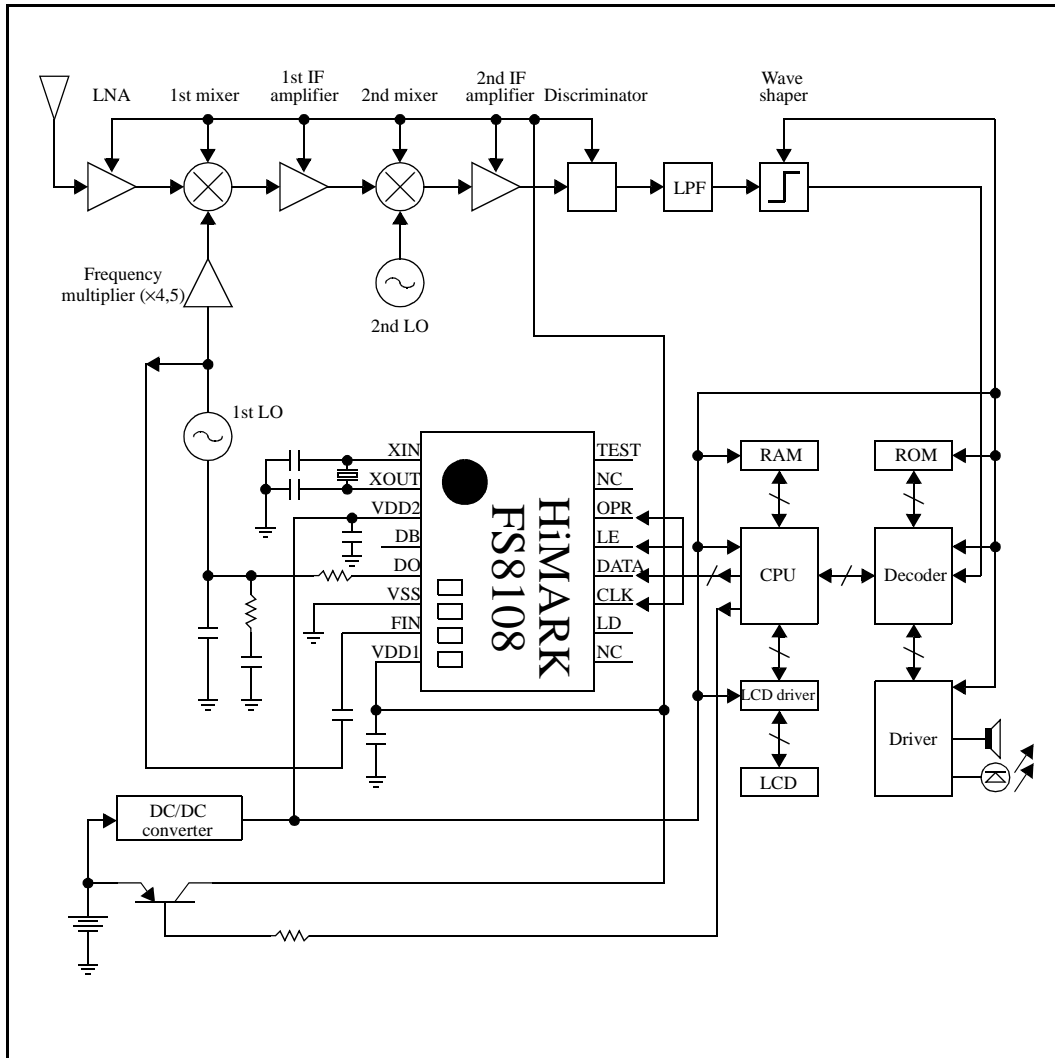 LNA
1st mixer
1st IF
amplifier
2nd mixer
2nd IF
amplifier
Discriminator
Wave
shaper
LPF
Frequency
multiplier (×4,5)
2nd LO
1st LO
XIN
XOUT
VDD2
DB
DO
VSS
FIN
VDD1
HiMARK
FS8108
TEST
NC
OPR
LE
DATA
CLK
LD
NC
RAM
ROM
CPU
Decoder
LCD driver
Driver
LCD
DC/DC
converter